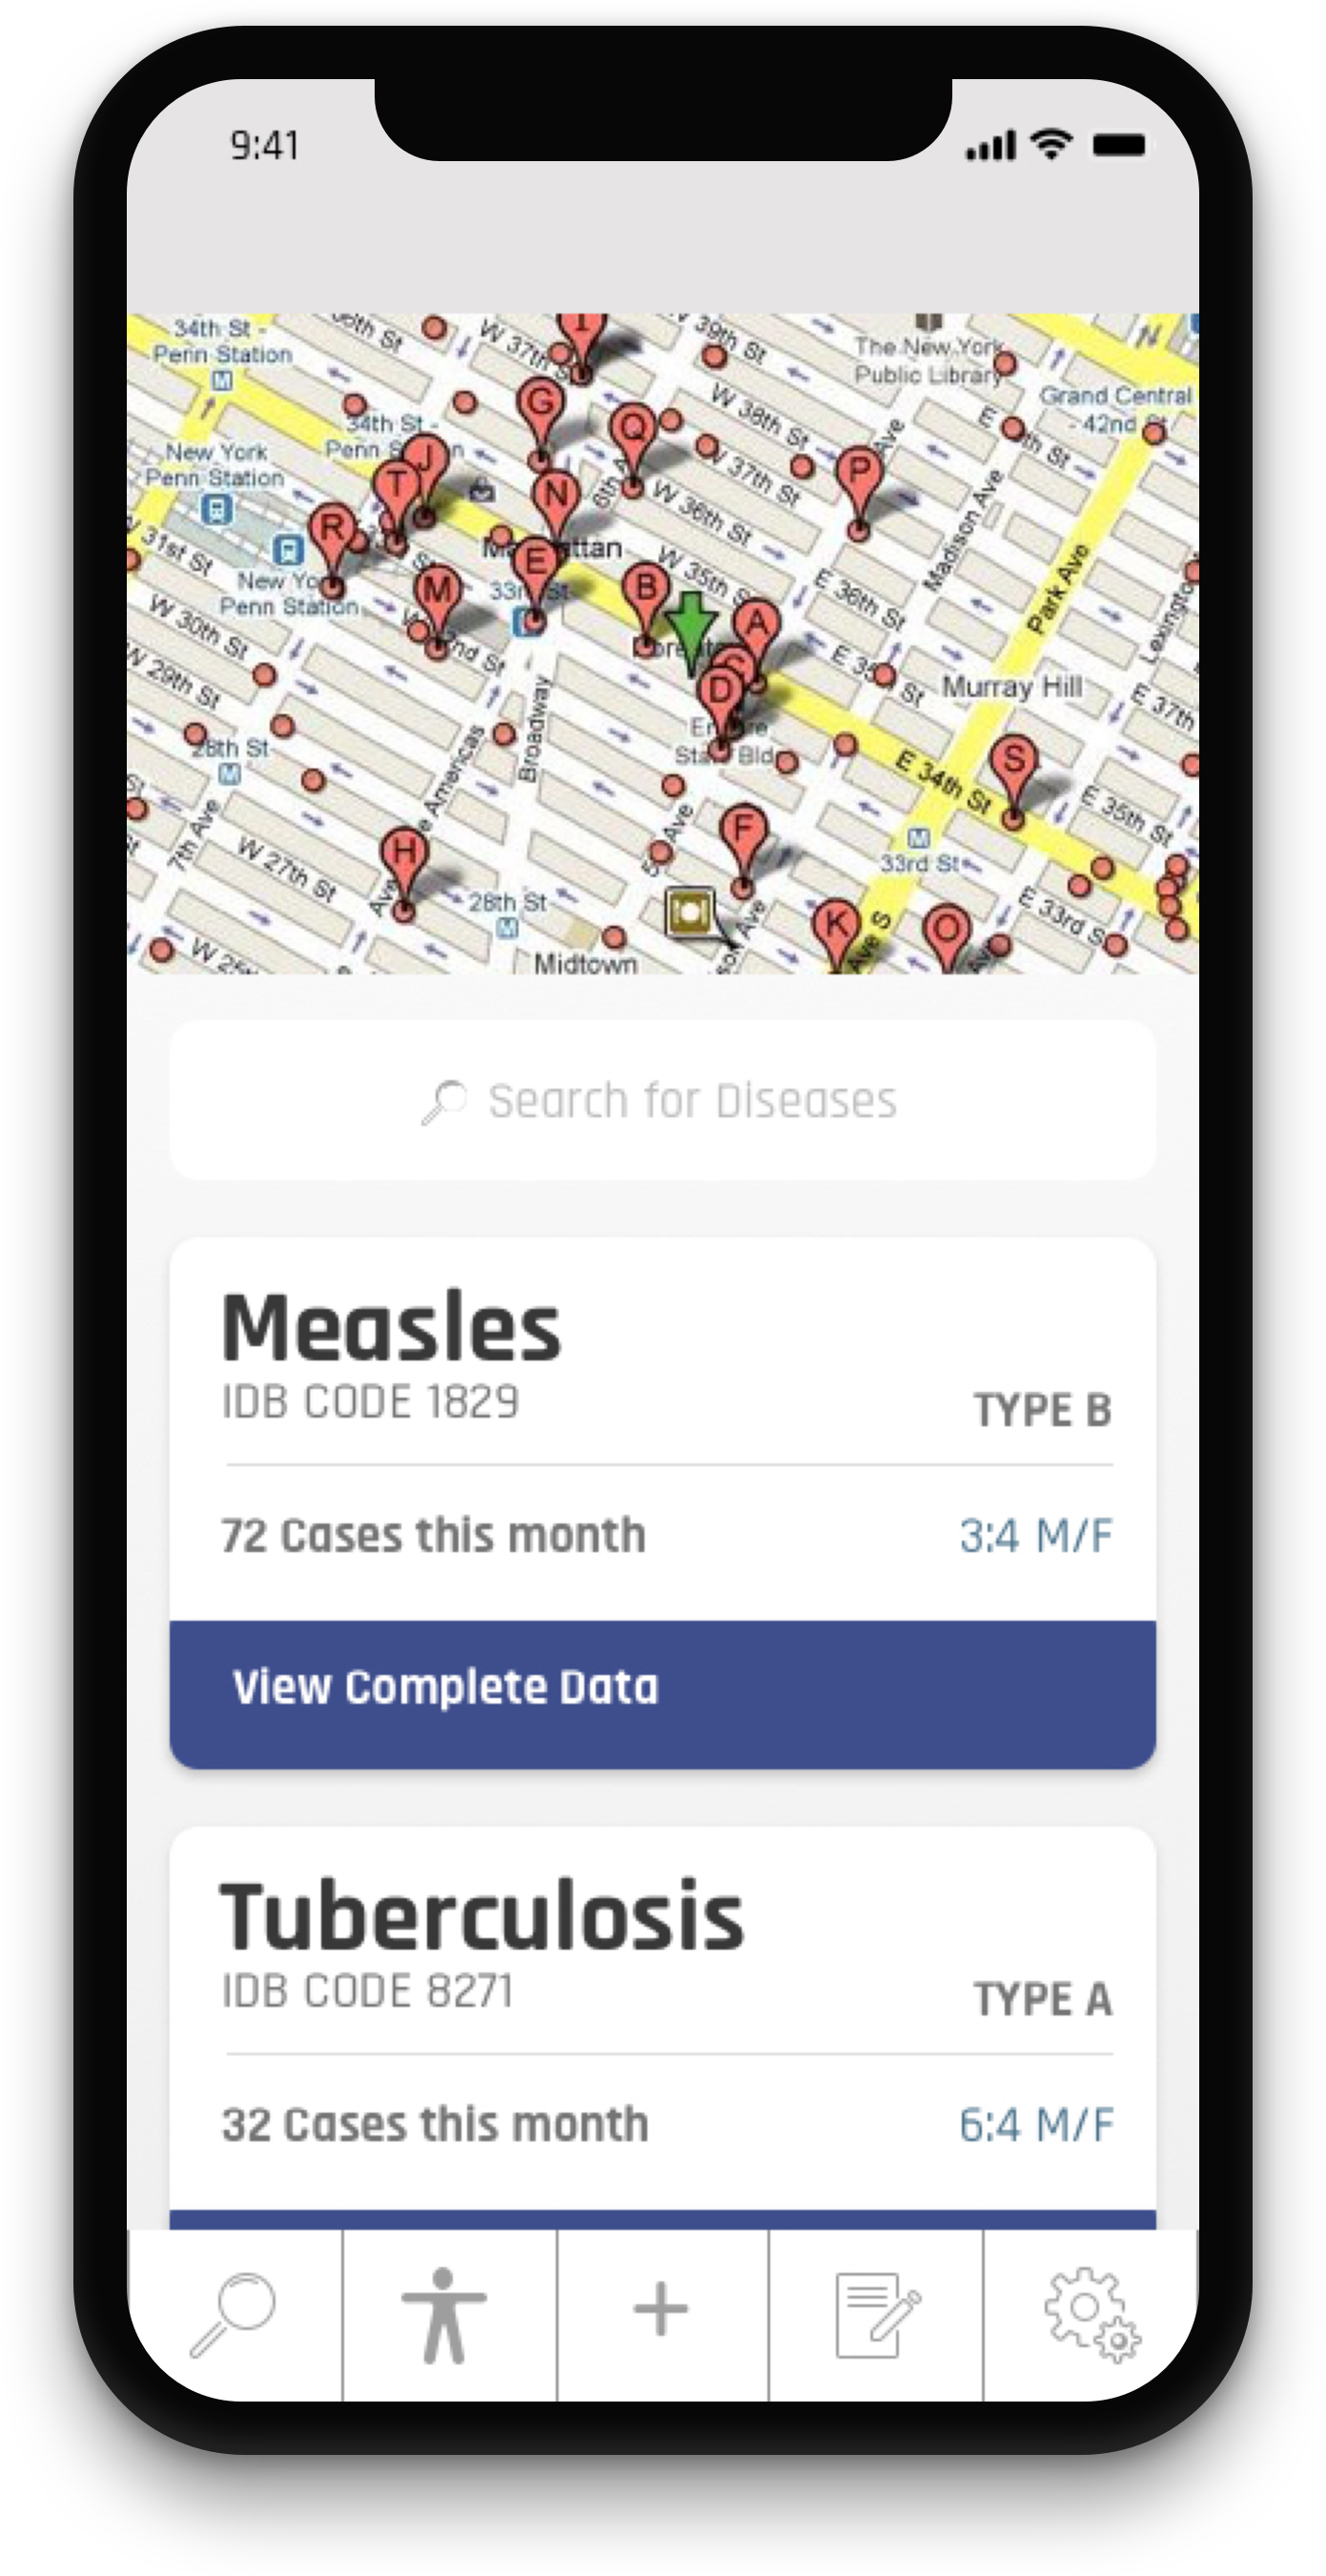 9:41
34th St -
Penn Station
W 37th St
W 39th St
The New York
Public Library
Grand Central
- 42nd St
W 38th St
34th St -
Penn
New York
Penn Station
G
Q
J
T
P
W 37th St
W 36th St
Madison Ave
N
R
E
M
B
A
D
W 35th St
E 36th St
Park Ave
31st St
New York
Penn Station
33rd St
W 30th St
W 29th St
E 35th St
Murray Hill
E 37th
Broadway
Empire
State Bldg
28th St
S
E 34th St
E 35th St
7th Ave
F
H
W 27th St
33rd St
28th St
K
O
E 33rd St
Midtown
Search for Diseases
Measles
IDB CODE 1829
TYPE B
72 Cases this month
3:4 M/F
View Complete Data
Tuberculosis
IDB CODE 8271
TYPE A
32 Cases this month
6:4 M/F